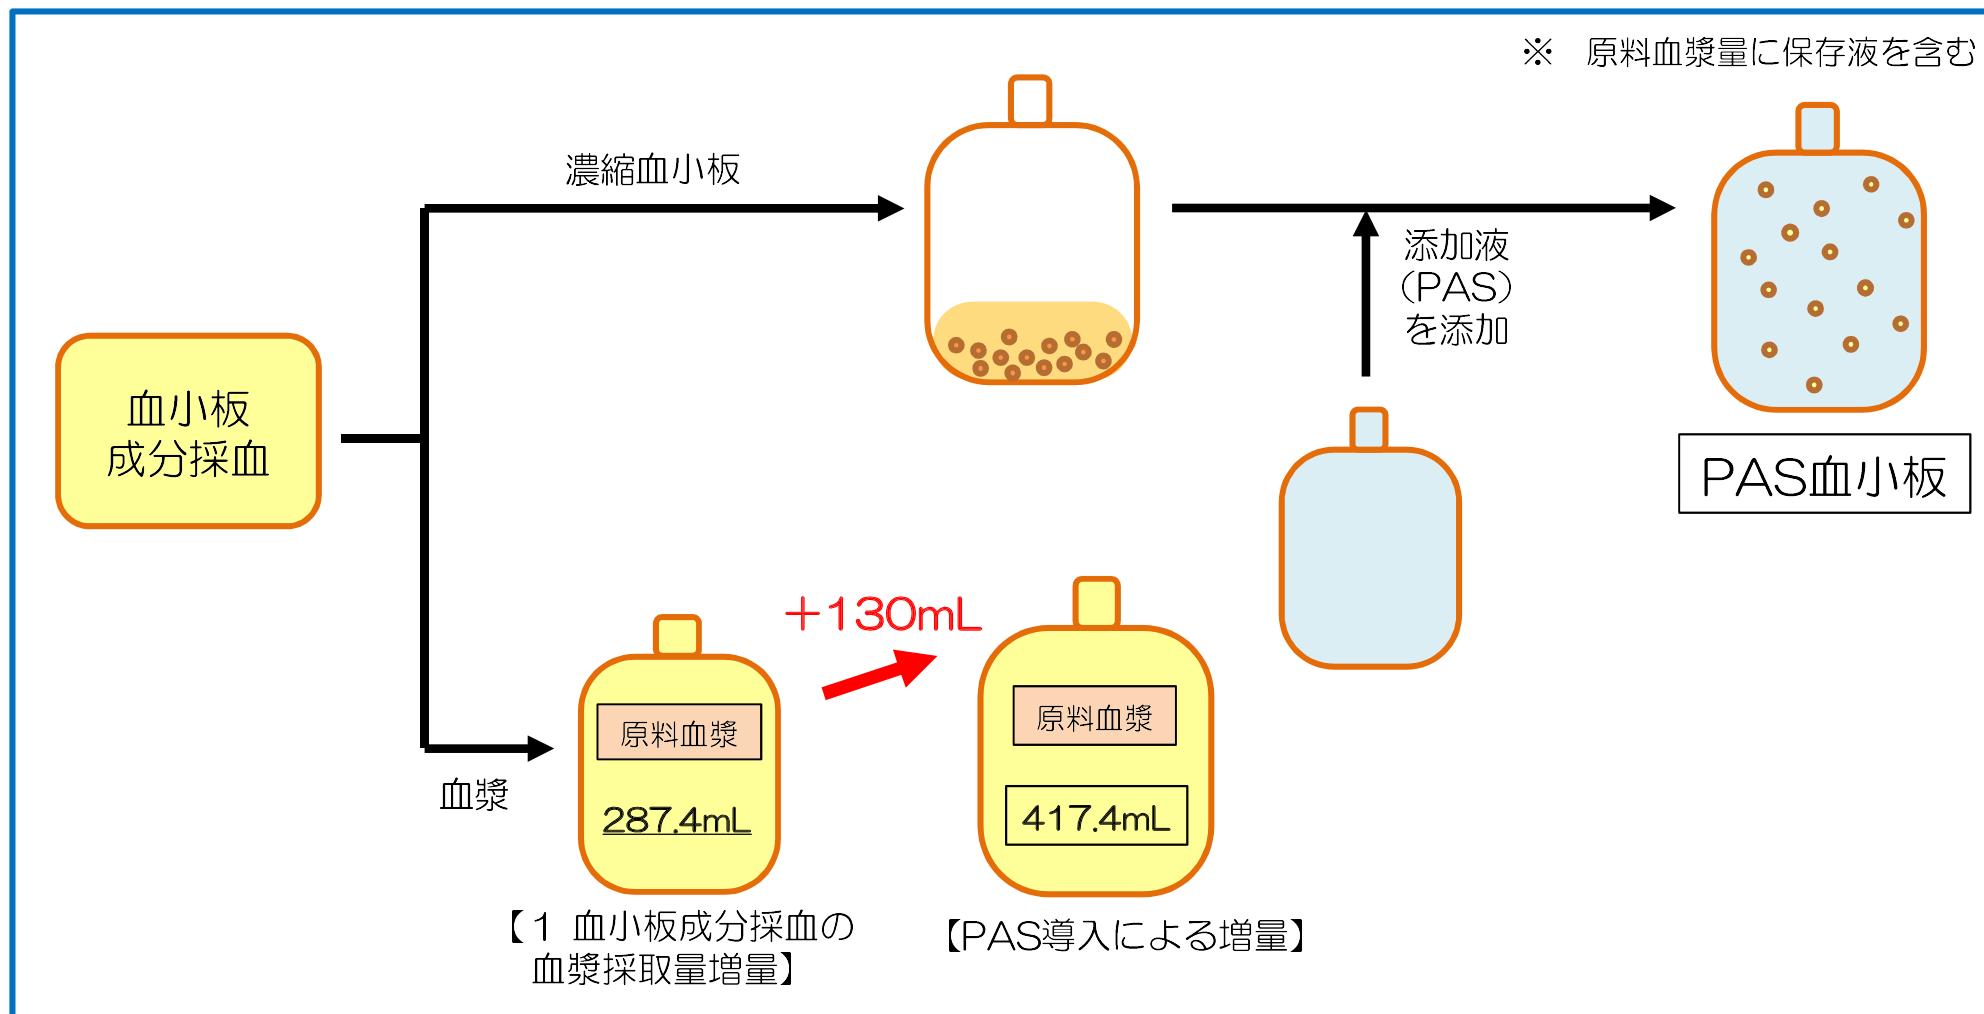 ※　原料血漿量に保存液を含む
濃縮血小板
添加液
（PAS）
を添加
血小板
成分採血
PAS血小板
＋130mL
原料血漿
287.4mL
原料血漿
417.4mL
血漿
【１ 血小板成分採血の
血漿採取量増量】
【PAS導入による増量】